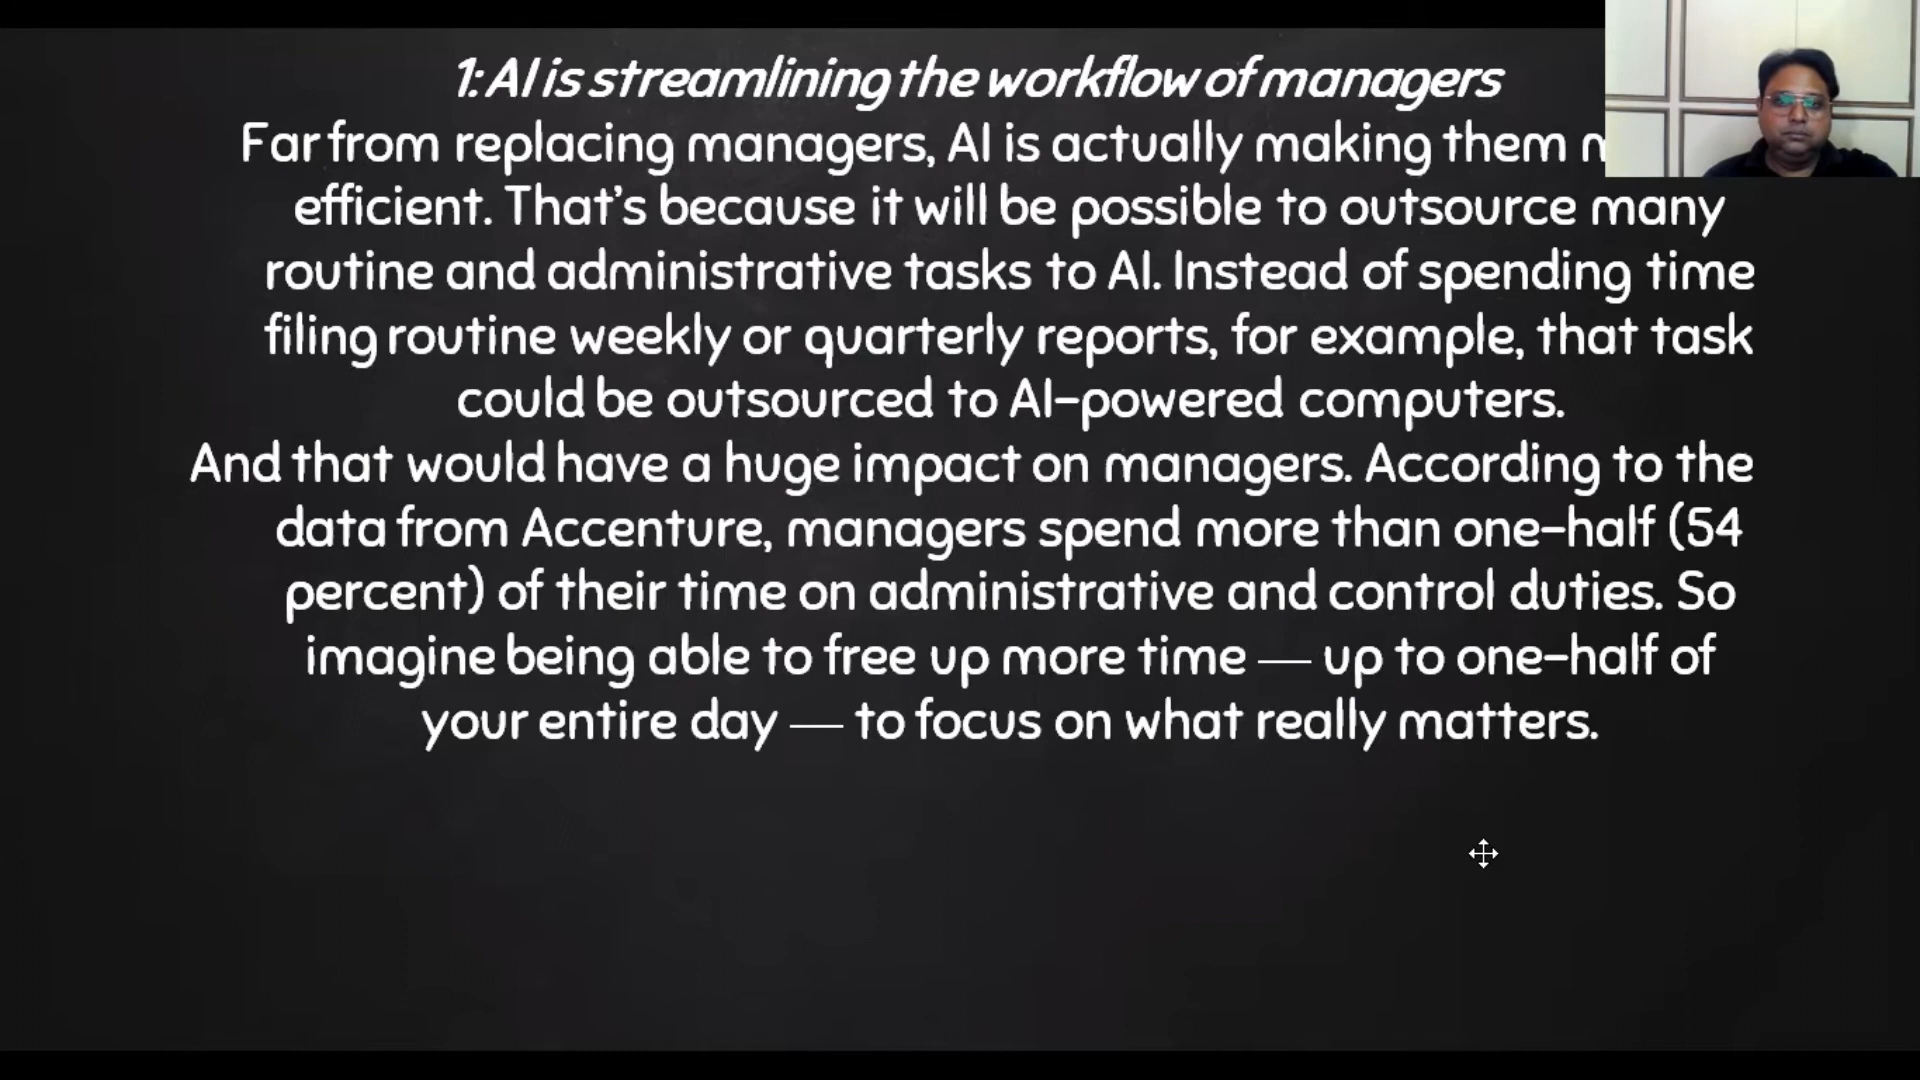 1: AI is streamlining the workflow of managers
Far from replacing managers, AI is actually making them
efficient. That's because it will be possible to outsource many
routine and administrative tasks to AI. Instead of spending time
filing routine weekly or quarterly reports, for example, that task
could be outsourced to AI-powered computers.
And that would have a huge impact on managers. According to the
data from Accenture, managers spend more than one-half (54
percent) of their time on administrative and control duties. So
imagine being able to free up more time — up to one-half of
your entire day — to focus on what really matters.